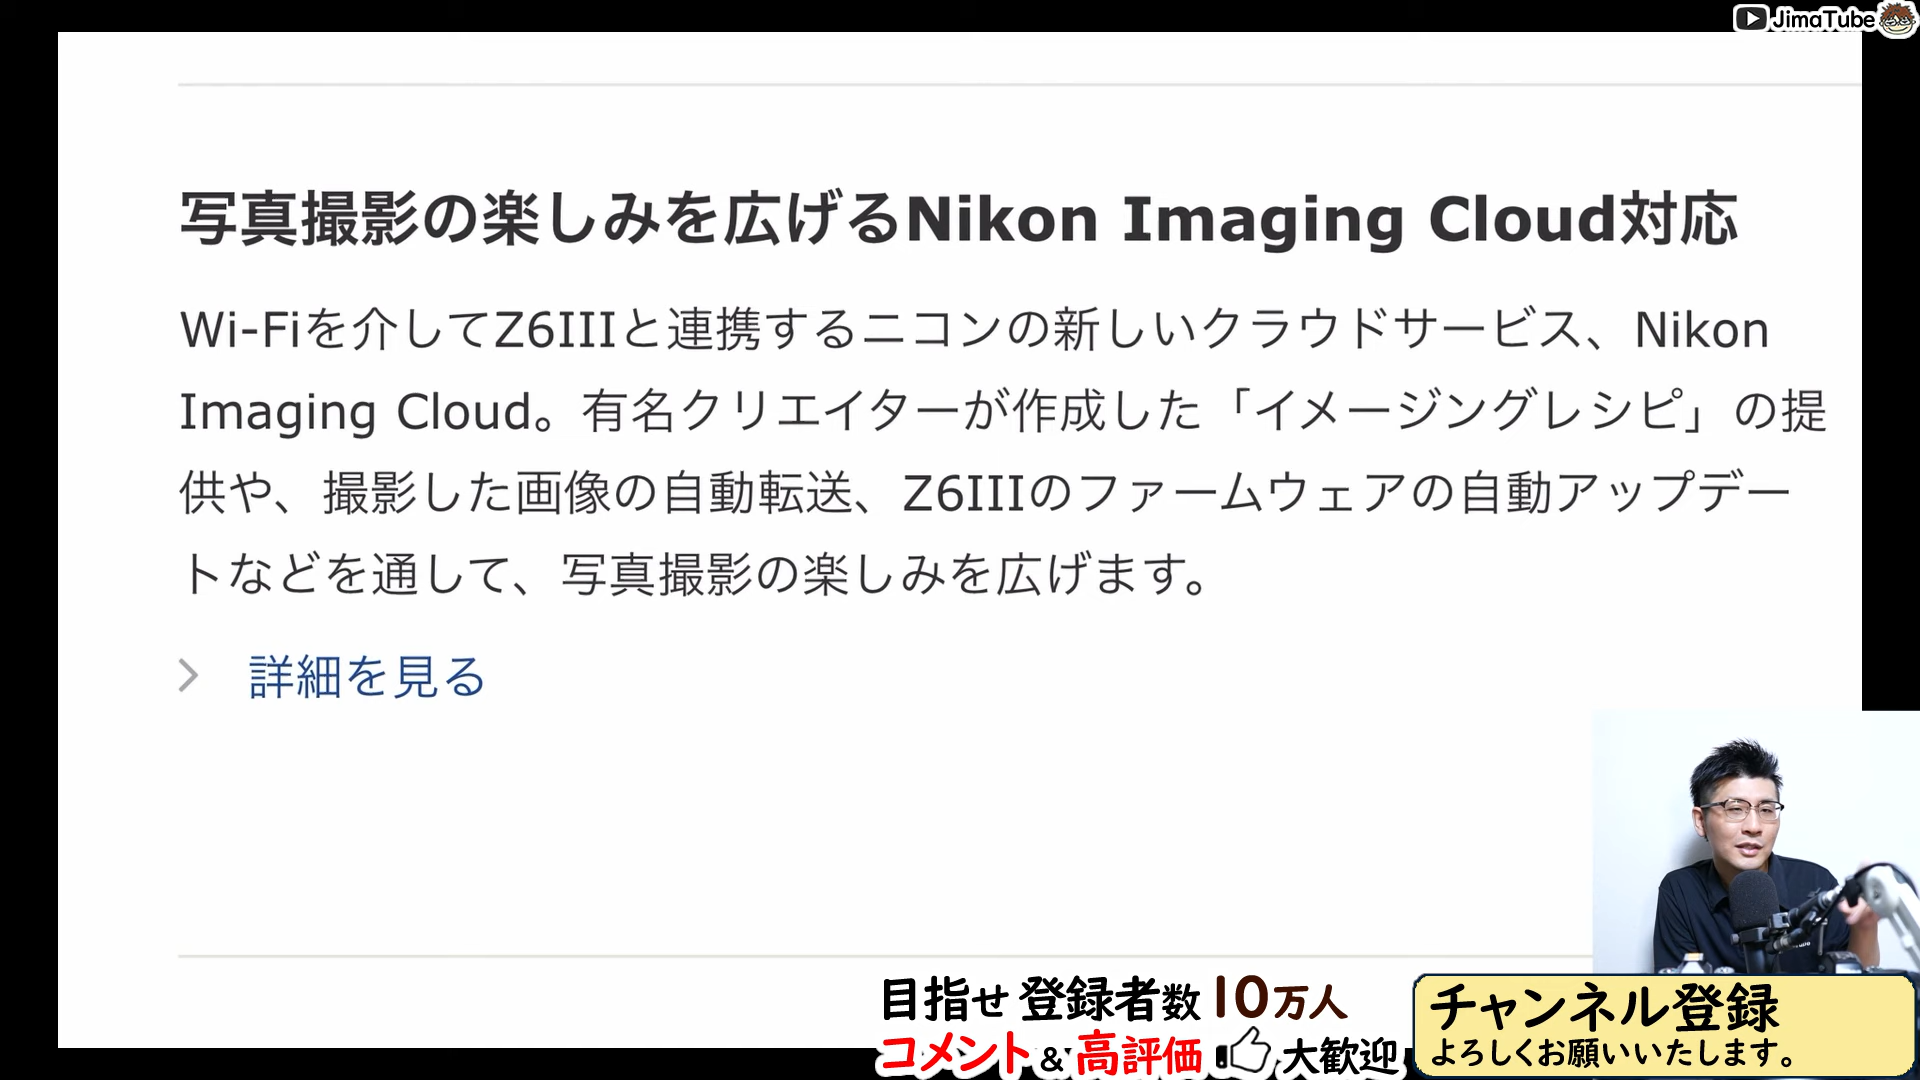 JimaTube
写真撮影の楽しみを広げるNikon Imaging Cloud対応
Wi-Fiを介してZ6IIIと連携するニコンの新しいクラウドサービス、Nikon
Imaging Cloud。有名クリエイターが作成した「イメージングレシピ」の提
供や、撮影した画像の自動転送、Z6IIIのファームウェアの自動アップデー
トなどを通して、写真撮影の楽しみを広げます。
詳細を見る
目指せ 登録者数 10万人
コメント & 高評価 大歓迎
チャンネル登録
よろしくお願いいたします。